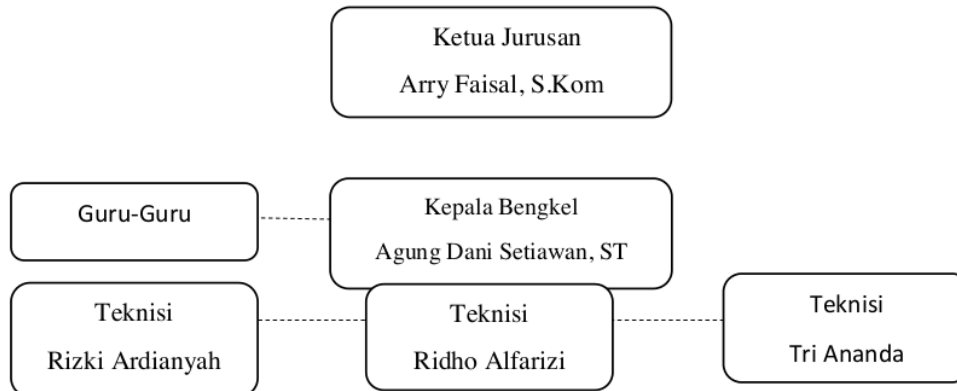 Ketua Jurusan
Arry Faisal, S.Kom
Guru-Guru
Kepala Bengkel
Agung Dani Setiawan, ST
Teknisi
Rizki Ardianyah
Teknisi
Ridho Alfarizi
Teknisi
Tri Ananda